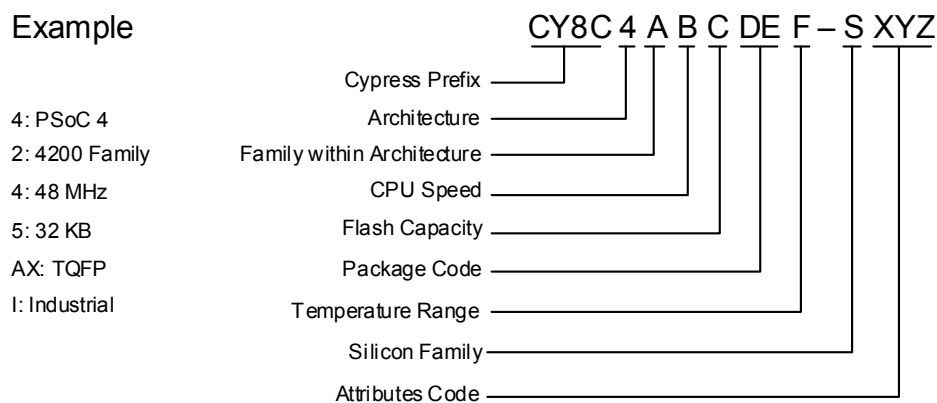 Example CY8C 4 A B C DE F – S XYZ
Cypress Prefix
4: PSoC 4 Architecture
2: 4200 Family Family within Architecture
4: 48 MHz CPU Speed
5: 32 KB Flash Capacity
AX: TQFP Package Code
I: Industrial Temperature Range
Silicon Family
Attributes Code